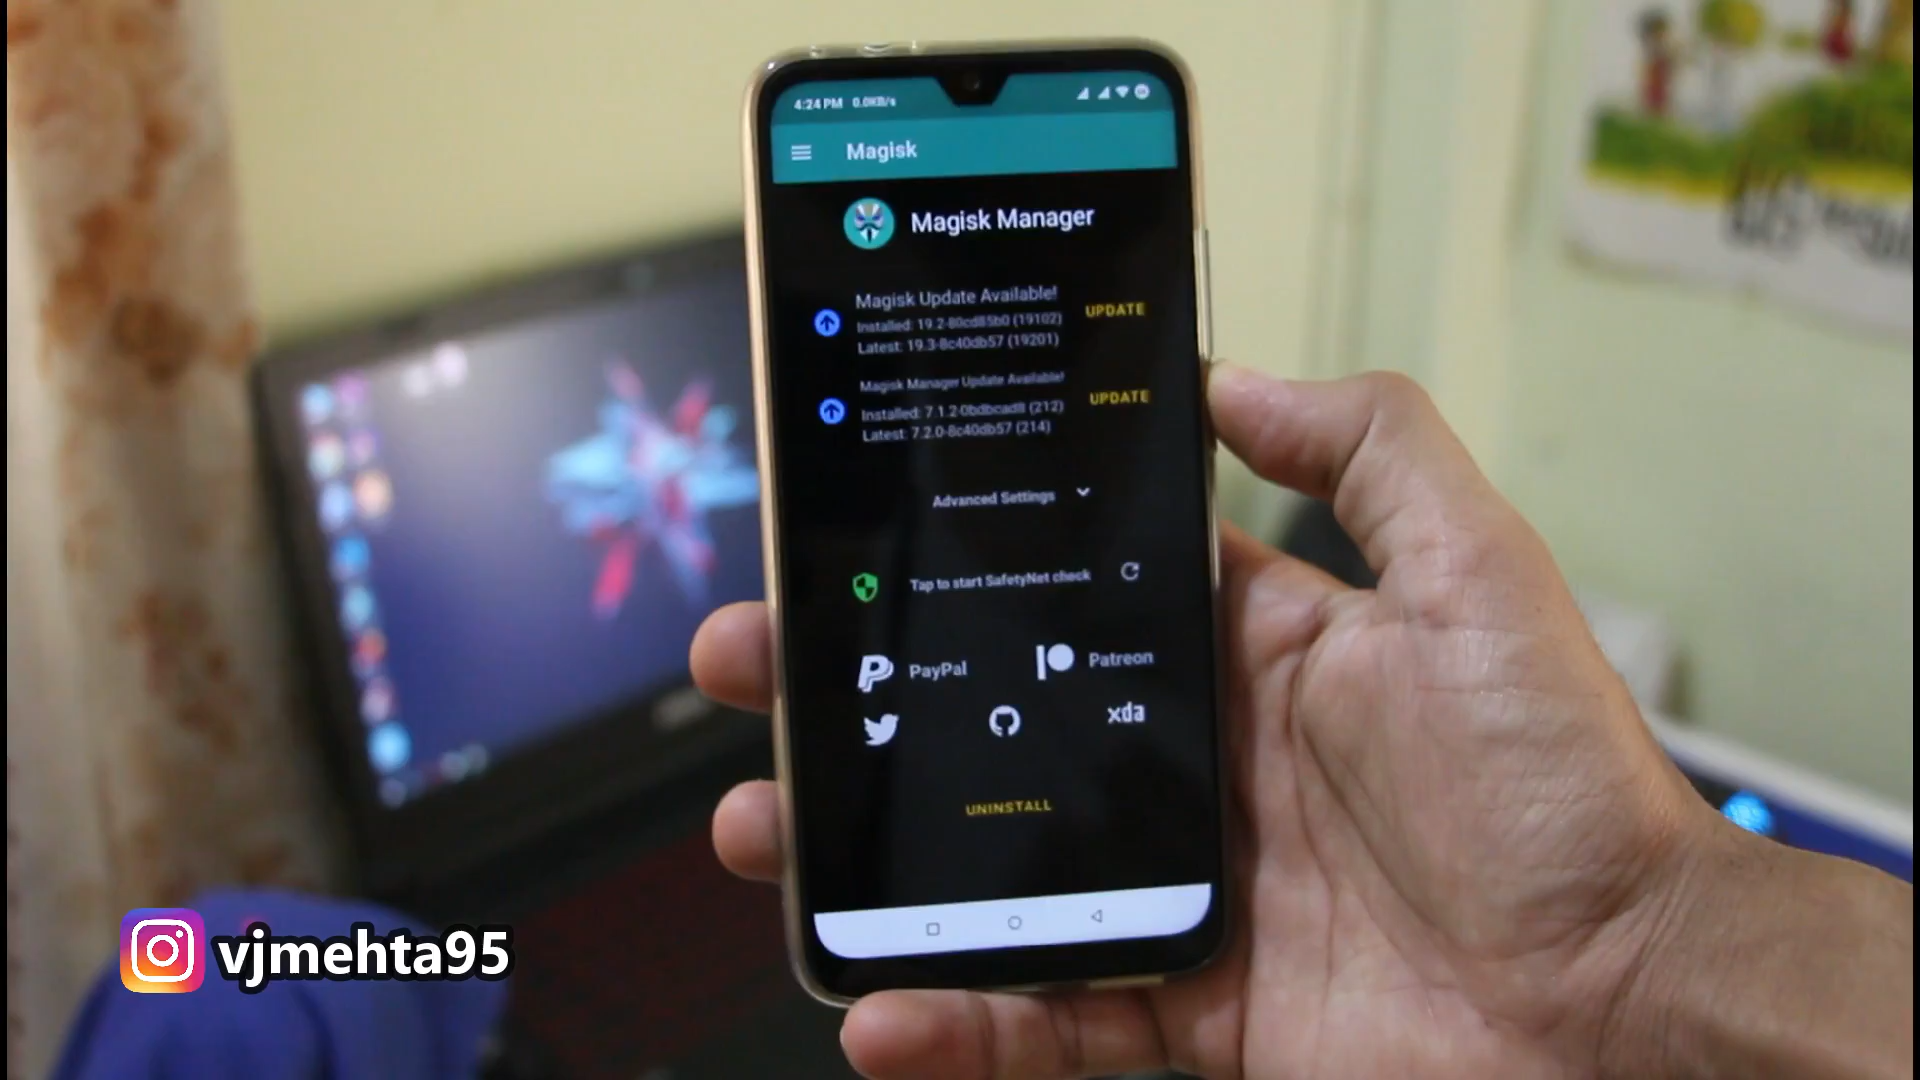 4:24 PM 0.0KB/s
Magisk
Magisk Manager
Magisk Update Available!
Installed: 19.2-80cd85b0 (19102)
Latest: 19.3-8c40db57 (19201)
UPDATE
Magisk Manager Update Available!
Installed: 7.1.2-0bdbcad8 (212)
Latest: 7.2.0-8c40db57 (214)
UPDATE
Advanced Settings
Tap to start SafetyNet check
PayPal
Patreon
xda
UNINSTALL
vjmehta95